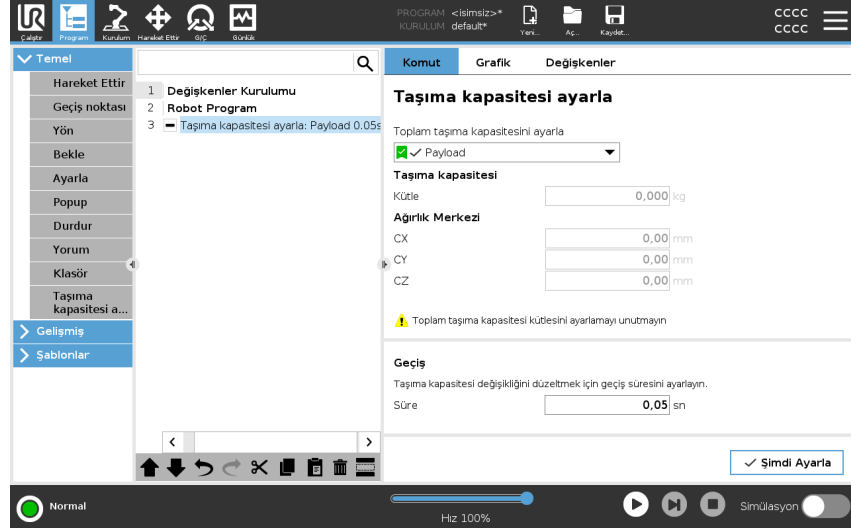 PROGRAM <isimsiz>*
KURULUM default*
cccc
cccc
Çalıştır Program Kurulum Hareket Ettir G/Ç Günlük Yeni... Aç... Kaydet...
Temel
Hareket Ettir
Geçiş noktası
Yön
Bekle
Ayarla
Popup
Durdur
Yorum
Klasör
Taşıma
kapasitesi a...
Gelişmiş
Şablonlar
1 Değişkenler Kurulumu
2 Robot Program
3 Taşıma kapasitesi ayarla: Payload 0.05s
Komut Grafik Değişkenler
Taşıma kapasitesi ayarla
Toplam taşıma kapasitesini ayarla
Payload
Taşıma kapasitesi
Kütle 0,000 kg
Ağırlık Merkezi
CX 0,00 mm
CY 0,00 mm
CZ 0,00 mm
Toplam taşıma kapasitesi kütlesini ayarlamayı unutmayın
Geçiş
Taşıma kapasitesi değişikliğini düzeltmek için geçiş süresini ayarlayın.
Süre 0,05 sn
Şimdi Ayarla
Normal
Hız 100%
Simülasyon